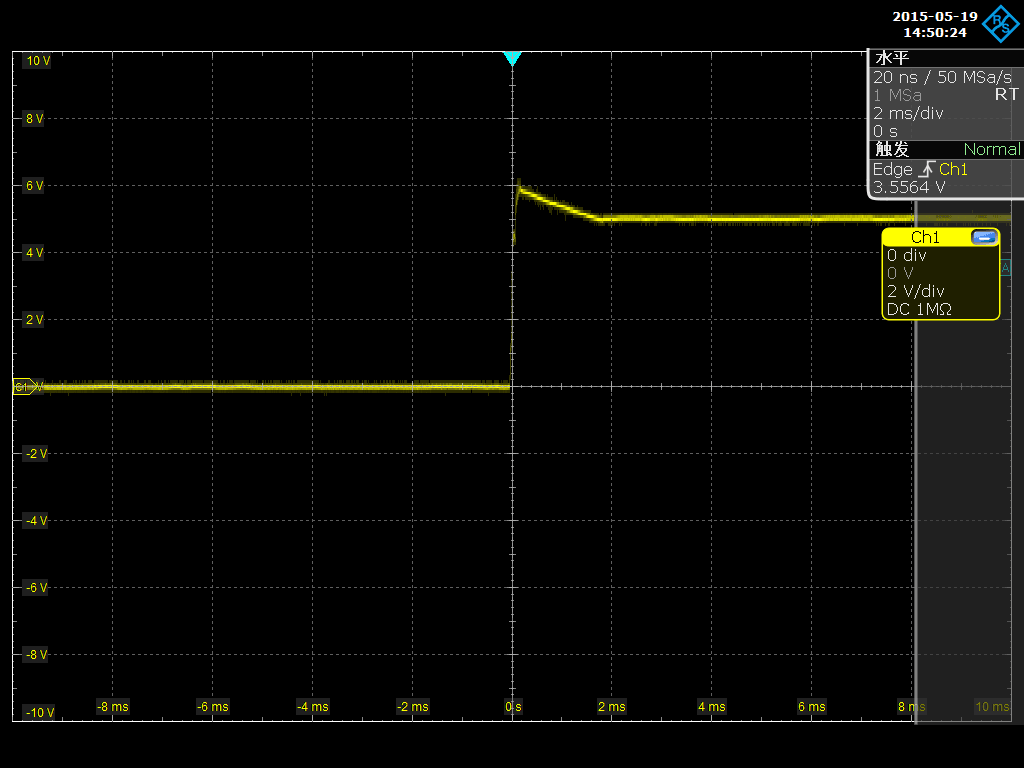 2015-05-19
14:50:24
R
S
水平
20 ns / 50 MSa/s
1 MSa
RT
2 ms/div
0 s
触发
Normal
Edge Ch1
3.5564 V
Ch1
0 div
0 V
2 V/div
DC 1MΩ
A
10 V
8 V
6 V
4 V
2 V
-2 V
-4 V
-6 V
-8 V
-10 V
-8 ms
-6 ms
-4 ms
-2 ms
0 s
2 ms
4 ms
6 ms
8 ms
10 ms